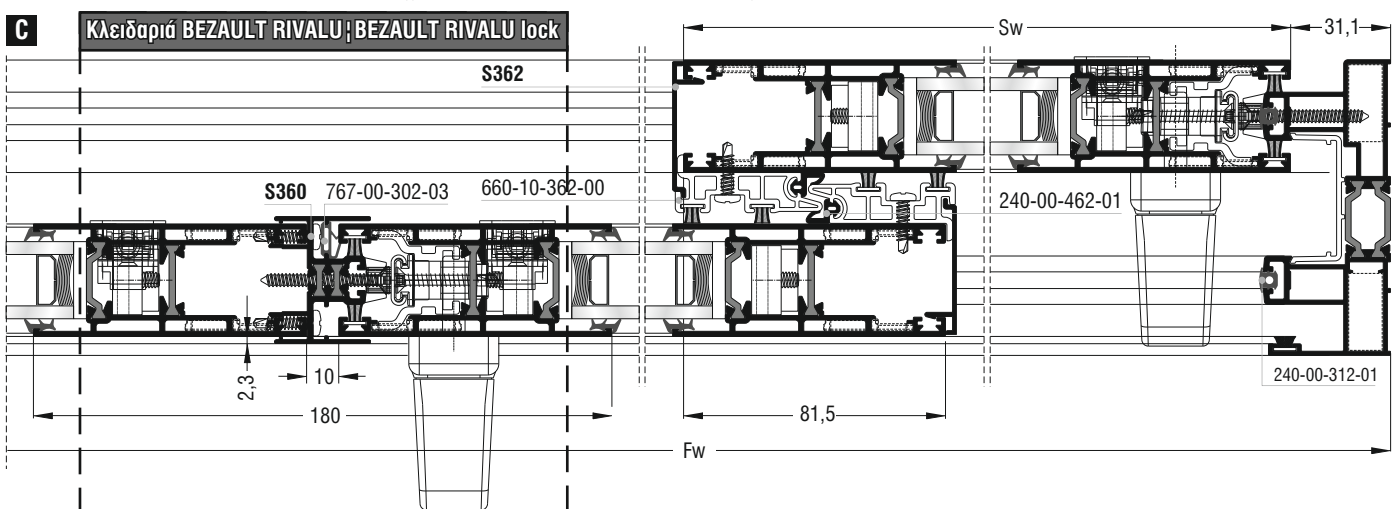 C
Κλειδαριά BEZAULT RIVALU ¦ BEZAULT RIVALU lock
Sw
31,1
S362
S360
767-00-302-03
660-10-362-00
240-00-462-01
2,3
10
240-00-312-01
180
81,5
Fw